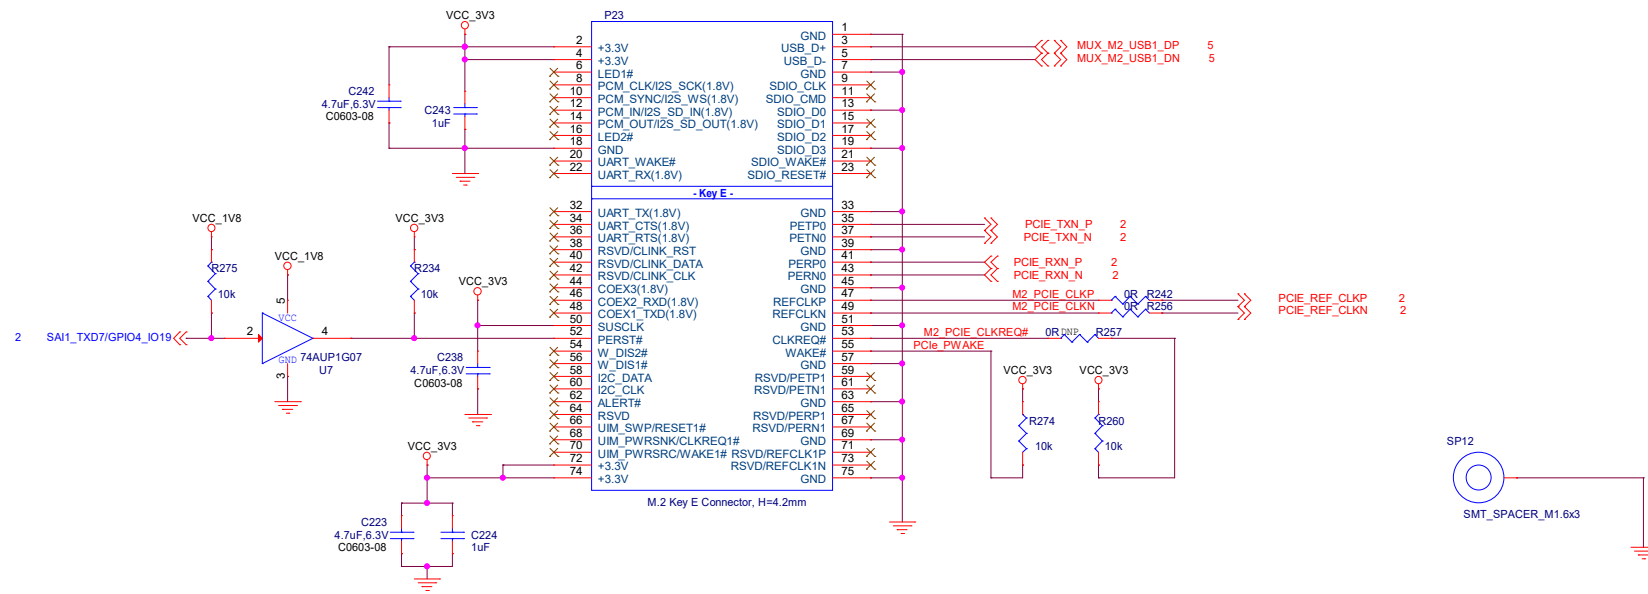 VCC_3V3
P23
2 +3.3V GND 1
4 +3.3V USB_D+ 3 MUX_M2_USB1_DP 5
6 LED1# USB_D- 5 MUX_M2_USB1_DN 5
8 PCM_CLK/I2S_SCK(1.8V) GND 7
10 PCM_SYNC/I2S_WS(1.8V) SDIO_CLK 9
12 PCM_IN/I2S_SD_IN(1.8V) SDIO_CMD 11
14 PCM_OUT/I2S_SD_OUT(1.8V) SDIO_D0 13
16 LED2# SDIO_D1 15
18 GND SDIO_D2 17
20 UART_WAKE# SDIO_D3 19
22 UART_RX(1.8V) SDIO_WAKE# 21
SDIO_RESET# 23
C242
4.7uF,6.3V
C0603-08
C243
1uF
- Key E -
32 UART_TX(1.8V) GND 33
34 UART_CTS(1.8V) PETP0 35 PCIE_TXN_P 2
36 UART_RTS(1.8V) PETN0 37 PCIE_TXN_N 2
38 RSVD/CLINK_RST GND 39
40 RSVD/CLINK_DATA PERP0 41 PCIE_RXN_P 2
42 RSVD/CLINK_CLK PERN0 43 PCIE_RXN_N 2
44 COEX3(1.8V) GND 45
46 COEX2_RXD(1.8V) REFCLKP 47 M2_PCIE_CLKP 0R R242 PCIE_REF_CLKP 2
48 COEX1_TXD(1.8V) REFCLKN 49 M2_PCIE_CLKN 0R R256 PCIE_REF_CLKN 2
50 SUSCLK GND 51
52 PERST# CLKREQ# 53 M2_PCIE_CLKREQ# 0R DNP R257
54 W_DIS2# WAKE# 55 PCIe_PWAKE
56 W_DIS1# GND 57
58 I2C_DATA RSVD/PETP1 59
60 I2C_CLK RSVD/PETN1 61
62 ALERT# GND 63
64 RSVD RSVD/PERP1 65
66 UIM_SWP/RESET1# RSVD/PERN1 67
68 UIM_PWRSNK/CLKREQ1# GND 69
70 UIM_PWRSRC/WAKE1# RSVD/REFCLK1P 71
72 +3.3V RSVD/REFCLK1N 73
74 +3.3V GND 75
M.2 Key E Connector, H=4.2mm
VCC_1V8
R275
10k
VCC_1V8
5
VCC
2 SAI1_TXD7/GPIO4_IO19
2
4
GND
3
74AUP1G07
U7
VCC_3V3
R234
10k
VCC_3V3
C238
4.7uF,6.3V
C0603-08
VCC_3V3
C223
4.7uF,6.3V
C0603-08
C224
1uF
VCC_3V3
R274
10k
VCC_3V3
R260
10k
SP12
SMT_SPACER_M1.6x3